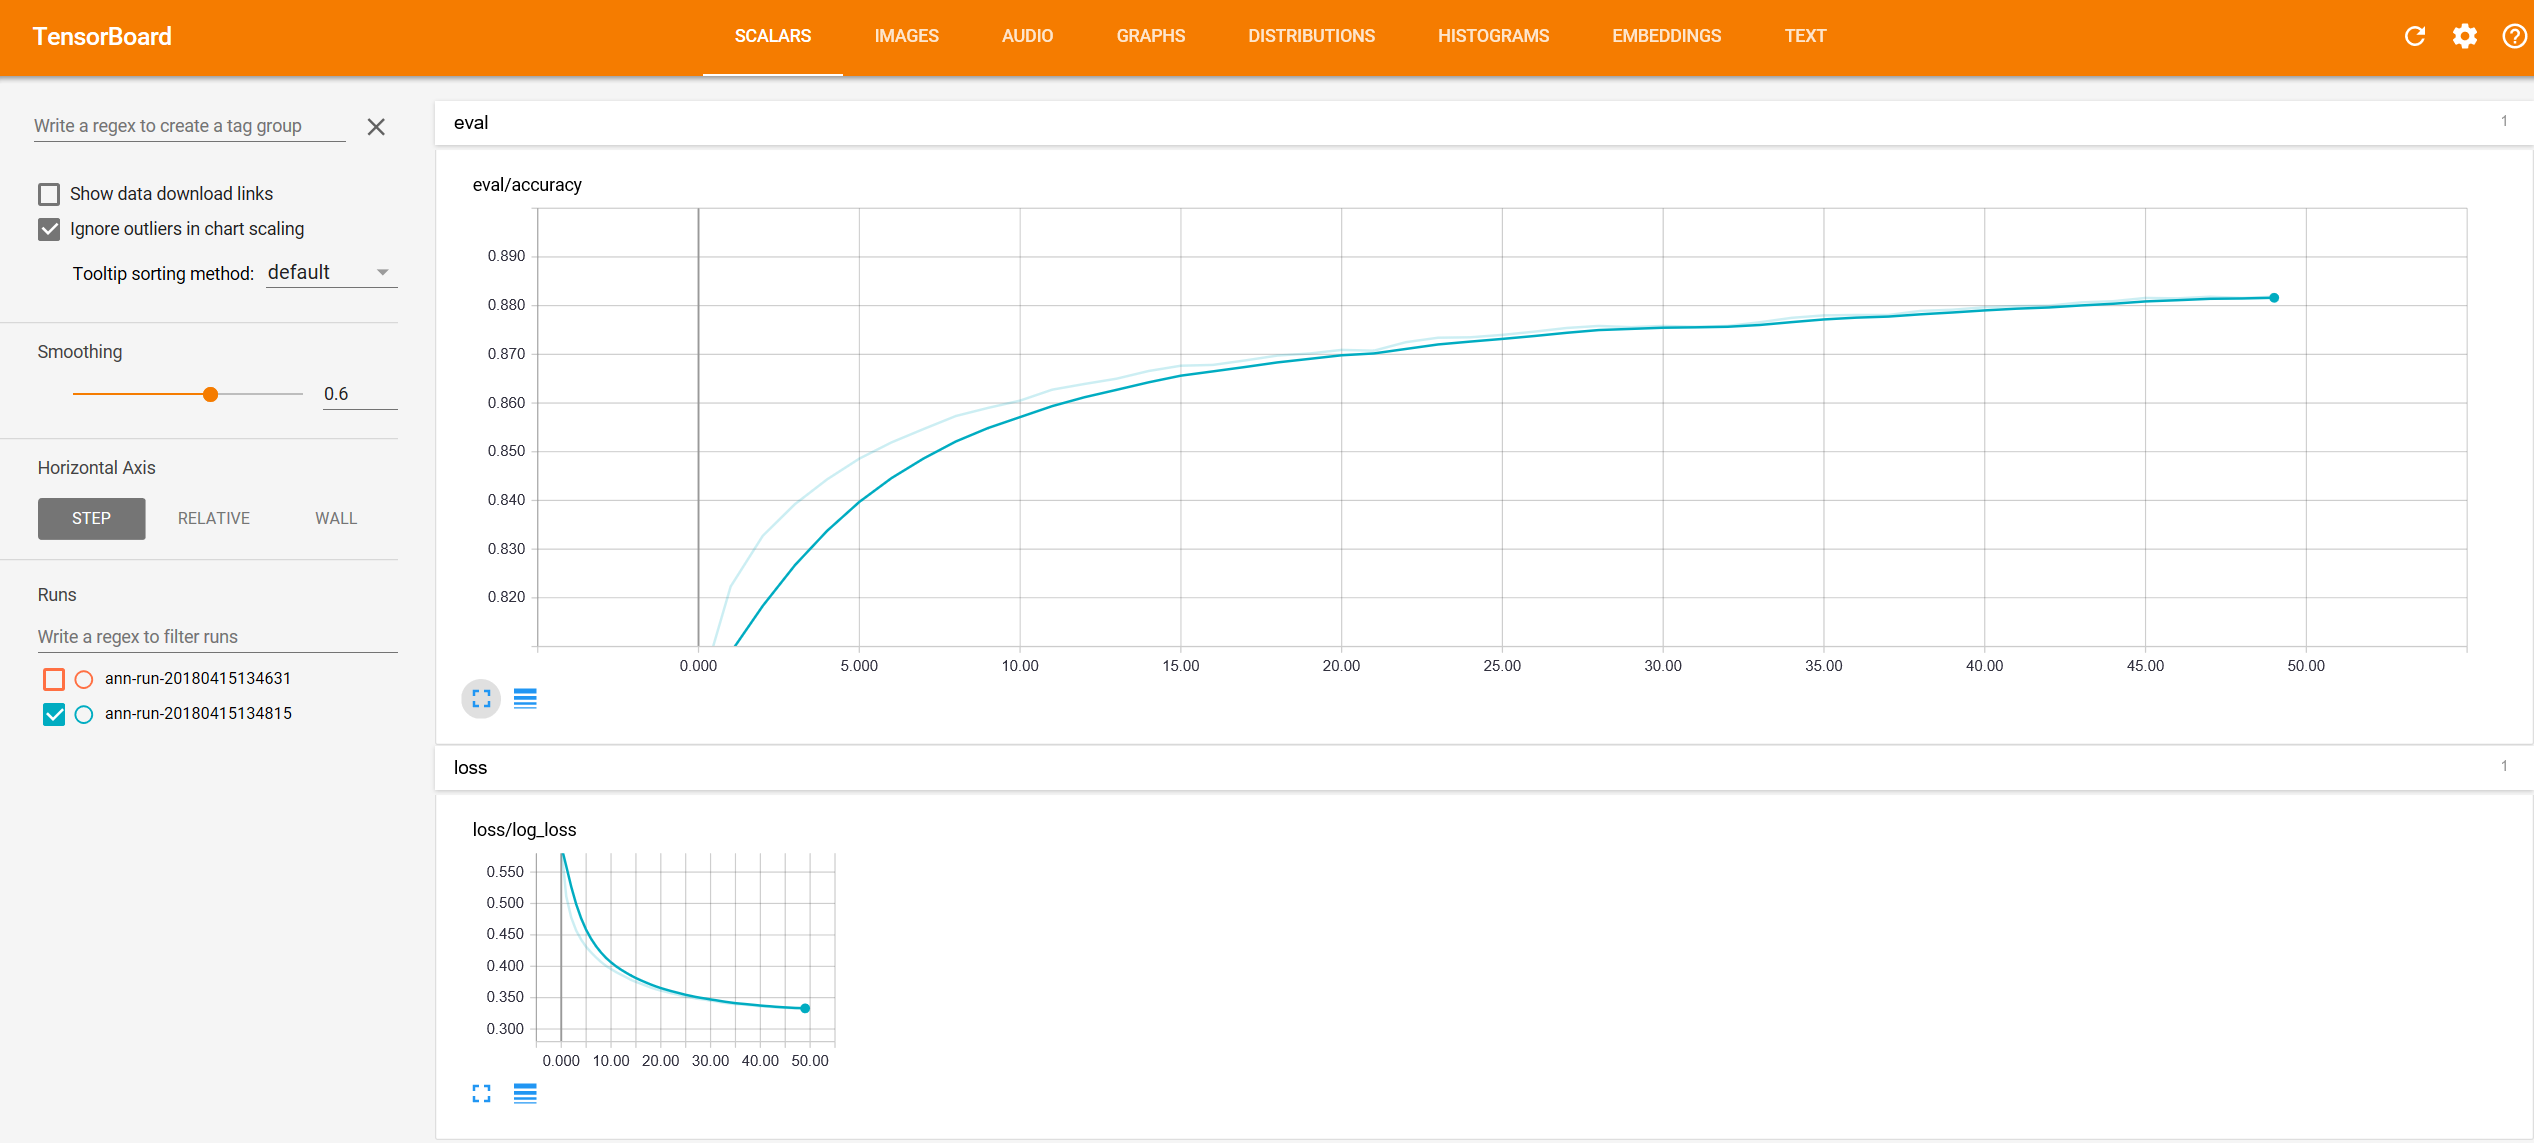 TensorBoard
SCALARS IMAGES AUDIO GRAPHS DISTRIBUTIONS HISTOGRAMS EMBEDDINGS TEXT
Write a regex to create a tag group
Show data download links
Ignore outliers in chart scaling
Tooltip sorting method: default
Smoothing
0.6
Horizontal Axis
STEP RELATIVE WALL
Runs
Write a regex to filter runs
ann-run-20180415134631
ann-run-20180415134815
eval 1
eval/accuracy
0.890
0.880
0.870
0.860
0.850
0.840
0.830
0.820
0.000 5.000 10.00 15.00 20.00 25.00 30.00 35.00 40.00 45.00 50.00
loss 1
loss/log_loss
0.550
0.500
0.450
0.400
0.350
0.300
0.000 10.00 20.00 30.00 40.00 50.00